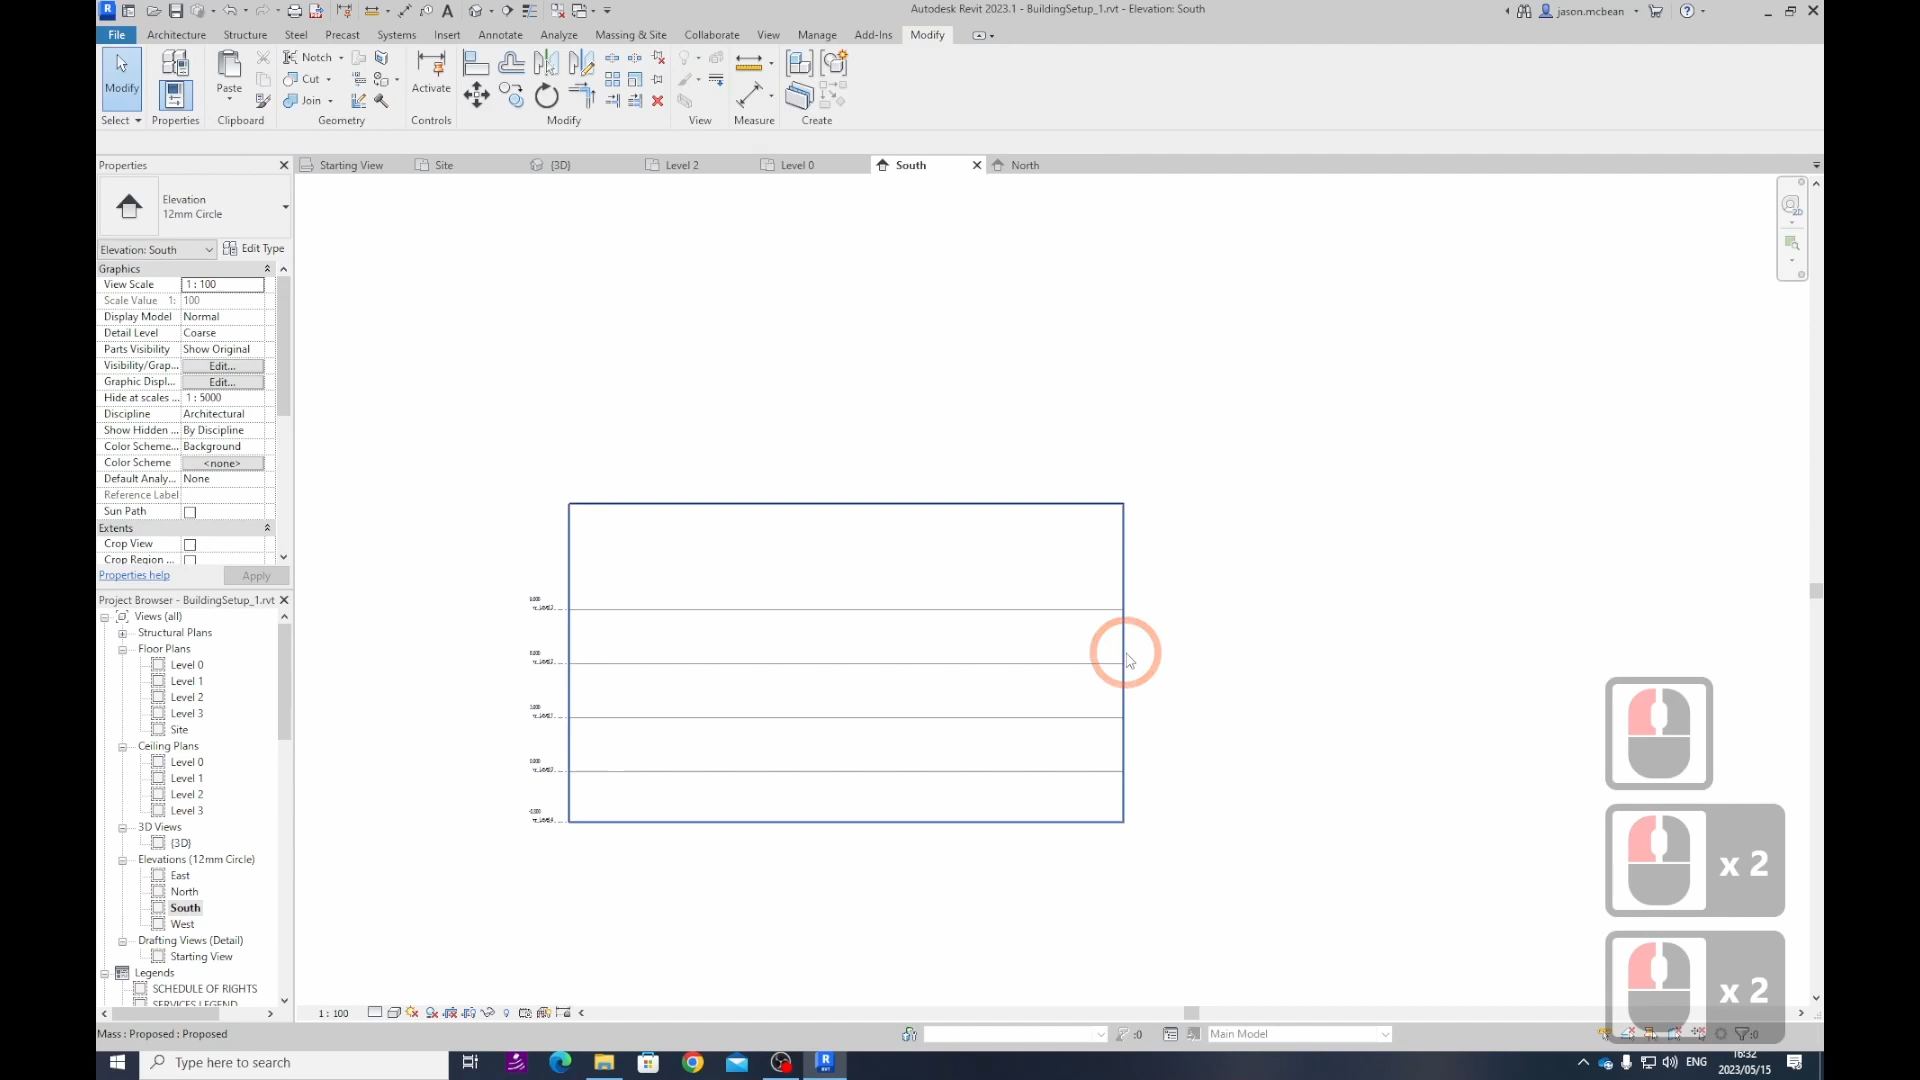 Autodesk Revit 2023.1 - BuildingSetup_1.rvt - Elevation: South
jason.mcbean
File Architecture Structure Steel Precast Systems Insert Annotate Analyze Massing & Site Collaborate View Manage Add-Ins Modify
Modify Paste Notch Cut Join Activate
Select Properties Clipboard Geometry Controls Modify View Measure Create
Properties
Starting View Site {3D} Level 2 Level 0 South North
Elevation
12mm Circle
Elevation: South Edit Type
Graphics
View Scale 1 : 100
Scale Value 1: 100
Display Model Normal
Detail Level Coarse
Parts Visibility Show Original
Visibility/Grap... Edit...
Graphic Displ... Edit...
Hide at scales ... 1 : 5000
Discipline Architectural
Show Hidden ... By Discipline
Color Scheme... Background
Color Scheme <none>
Default Analy... None
Reference Label
Sun Path
Extents
Crop View
Crop Region ...
Properties help Apply
Project Browser - BuildingSetup_1.rvt
Views (all)
Structural Plans
Floor Plans
Level 0
Level 1
Level 2
Level 3
Site
Ceiling Plans
Level 0
Level 1
Level 2
Level 3
3D Views
{3D}
Elevations (12mm Circle)
East
North
South
West
Drafting Views (Detail)
Starting View
Legends
SCHEDULE OF RIGHTS
SERVICES LEGEND
x 2
x 2
1 : 100
Mass : Proposed : Proposed
:0 Main Model :0
Type here to search
ENG
16:32
2023/05/15